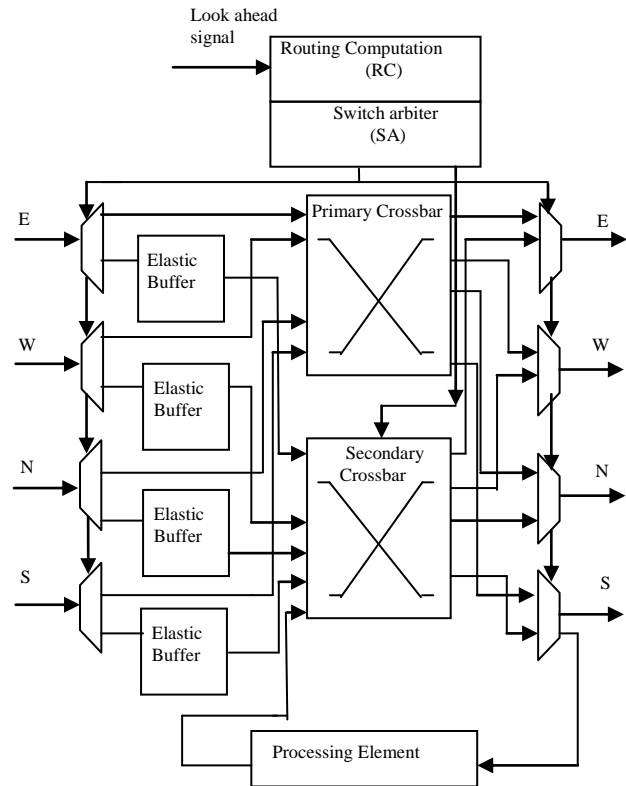 Look ahead
signal
Routing Computation
(RC)
Switch arbiter
(SA)
E
Primary Crossbar
E
Elastic
Buffer
W
W
Elastic
Buffer
Secondary
Crossbar
N
N
Elastic
Buffer
S
S
Elastic
Buffer
Processing Element